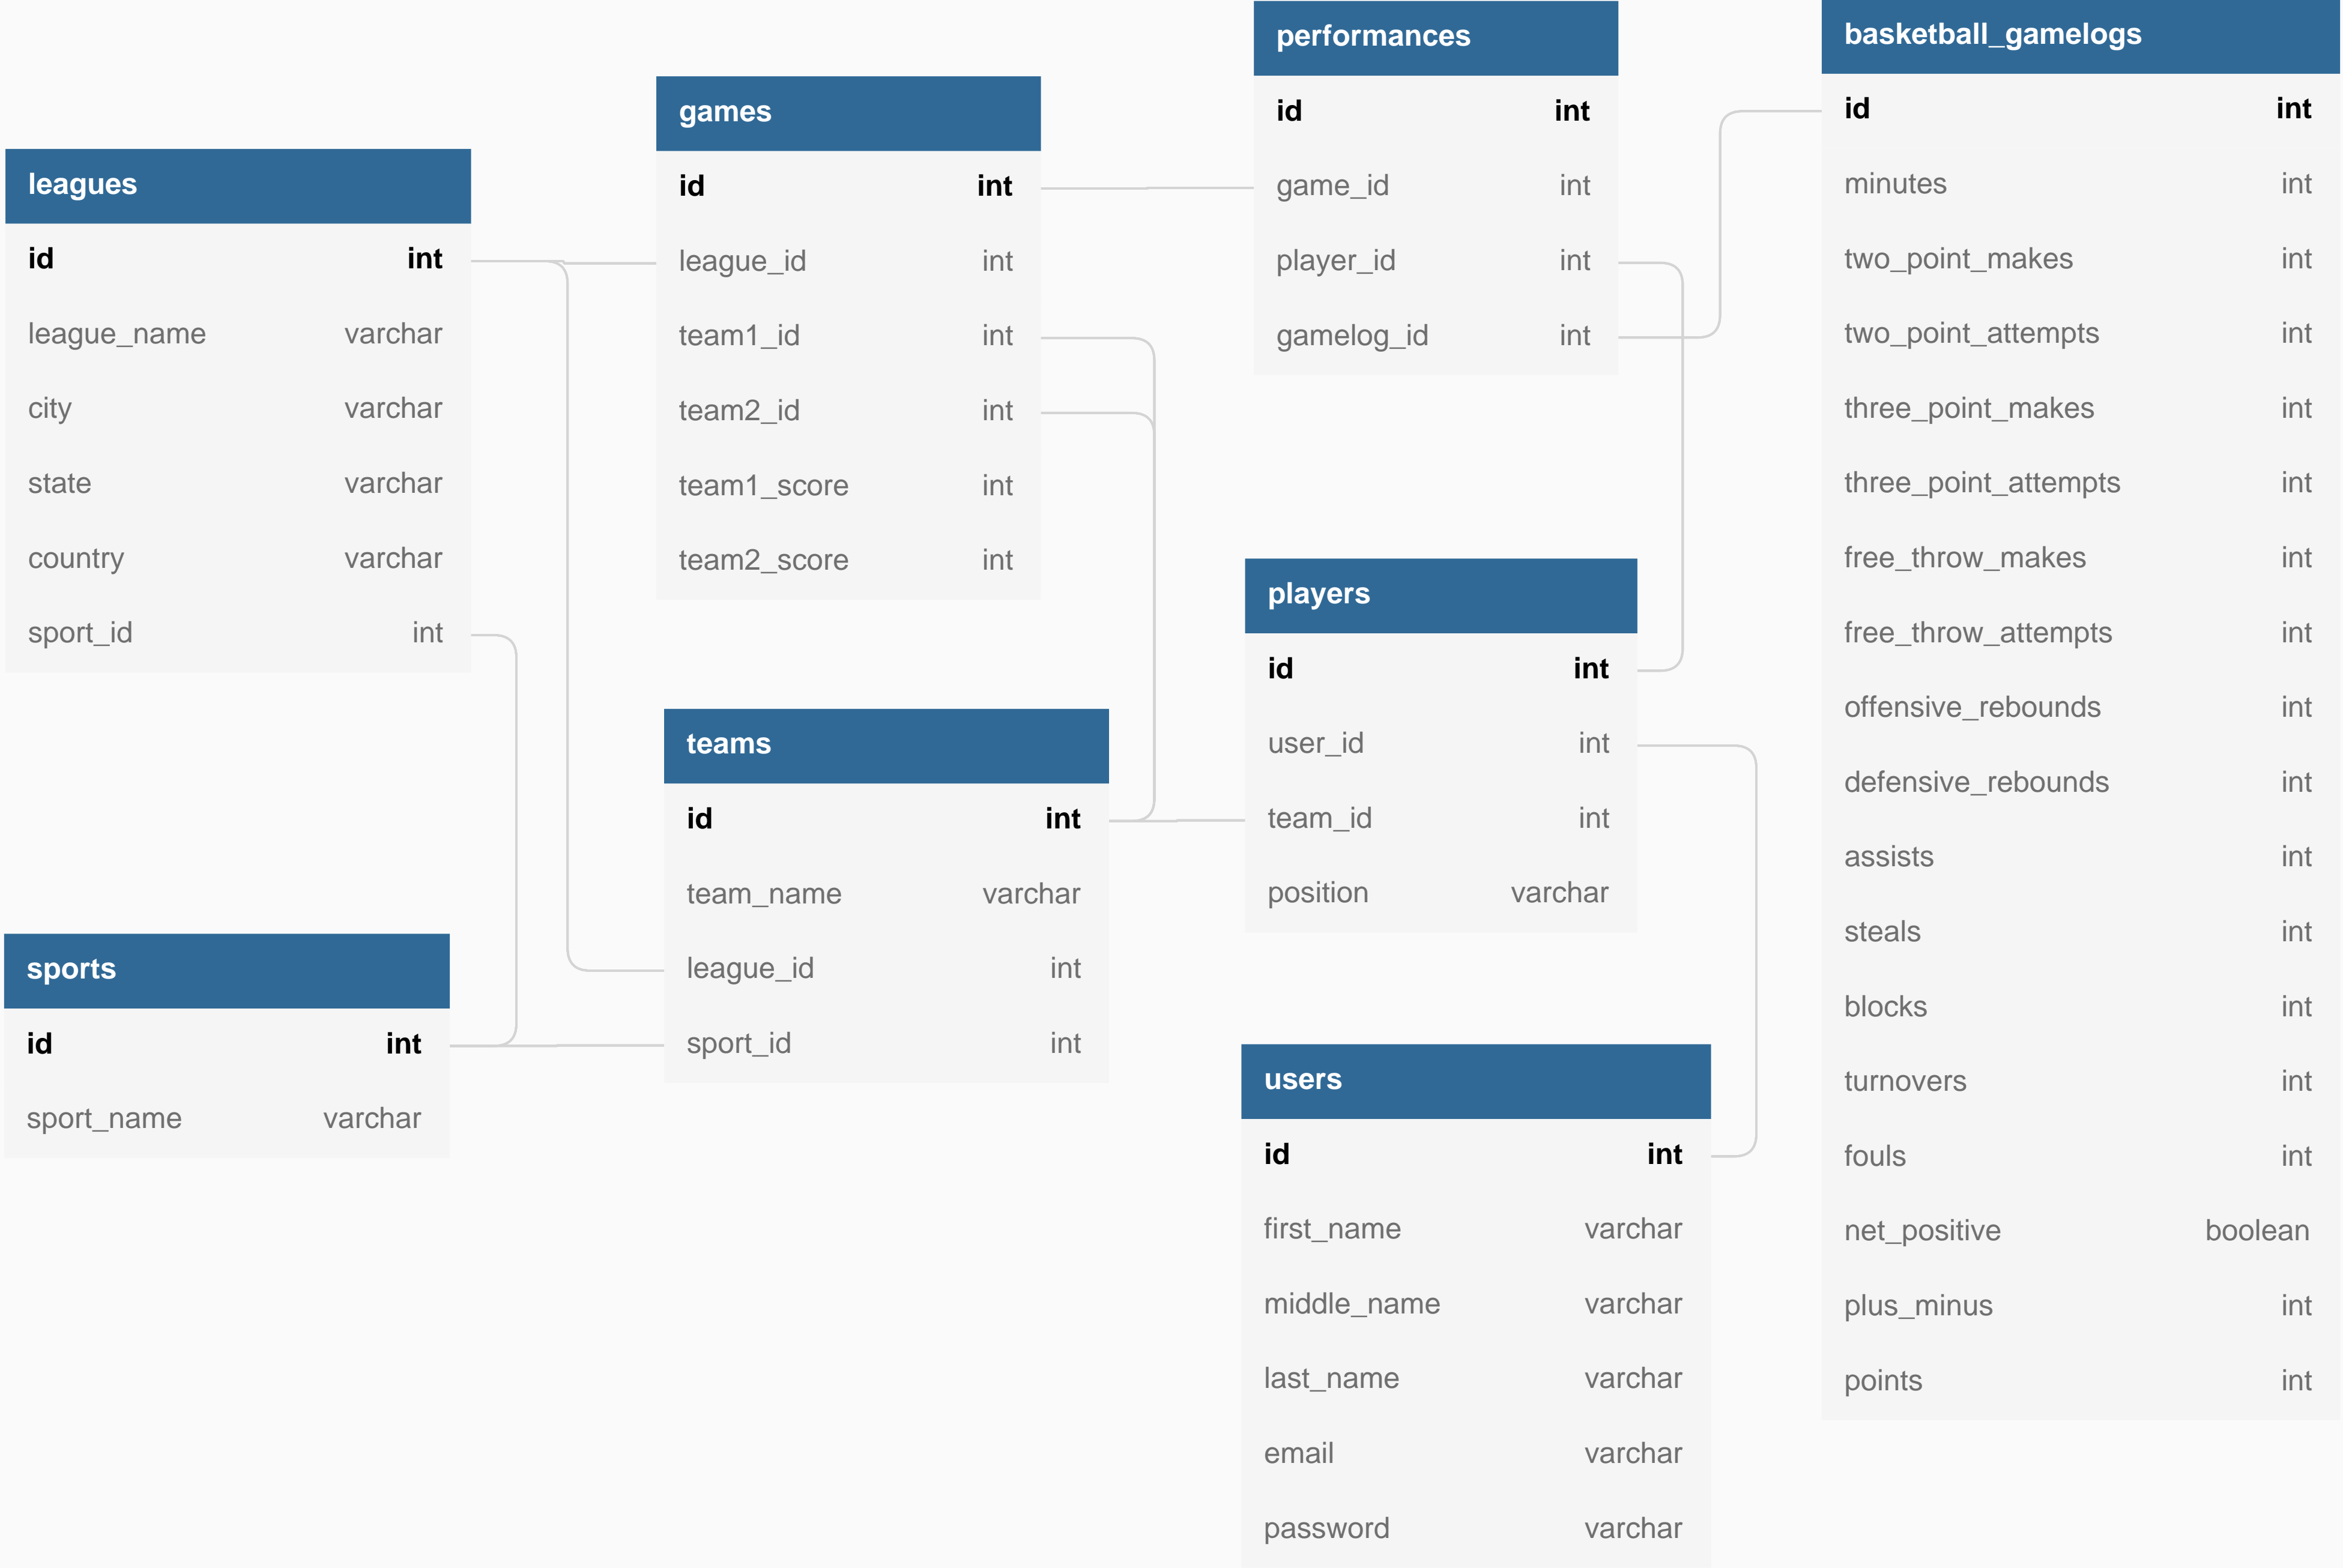 leagues
id int
league_name varchar
city varchar
state varchar
country varchar
sport_id int
sports
id int
sport_name varchar
games
id int
league_id int
team1_id int
team2_id int
team1_score int
team2_score int
teams
id int
team_name varchar
league_id int
sport_id int
performances
id int
game_id int
player_id int
gamelog_id int
players
id int
user_id int
team_id int
position varchar
users
id int
first_name varchar
middle_name varchar
last_name varchar
email varchar
password varchar
basketball_gamelogs
id int
minutes int
two_point_makes int
two_point_attempts int
three_point_makes int
three_point_attempts int
free_throw_makes int
free_throw_attempts int
offensive_rebounds int
defensive_rebounds int
assists int
steals int
blocks int
turnovers int
fouls int
net_positive boolean
plus_minus int
points int